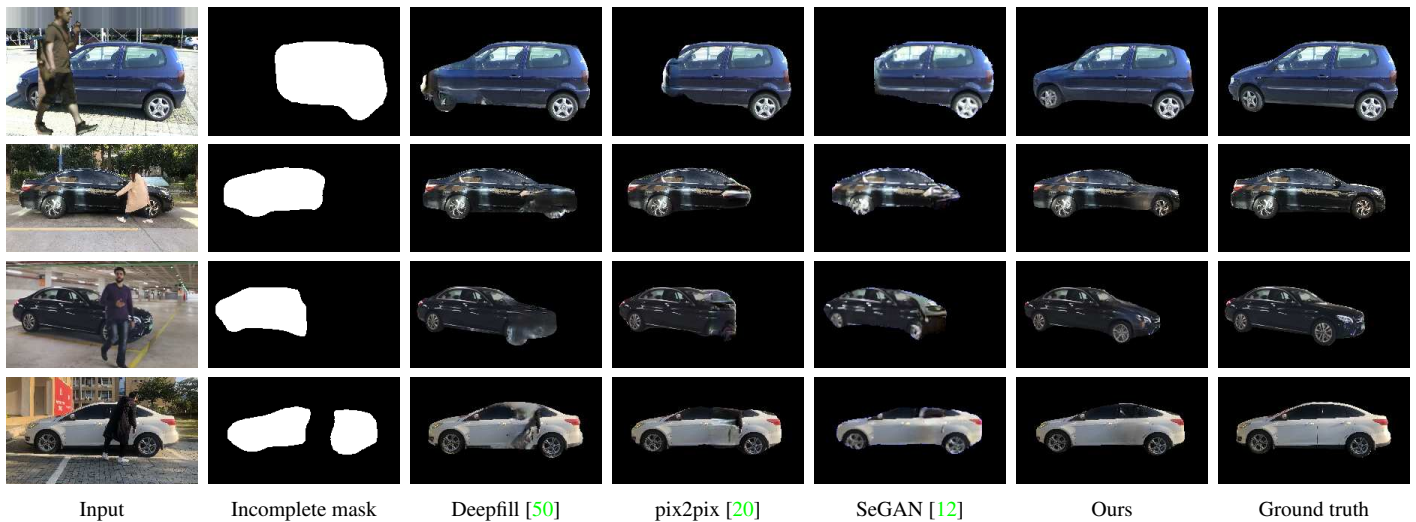 Input Incomplete mask Deepfill [50] pix2pix [20] SeGAN [12] Ours Ground truth